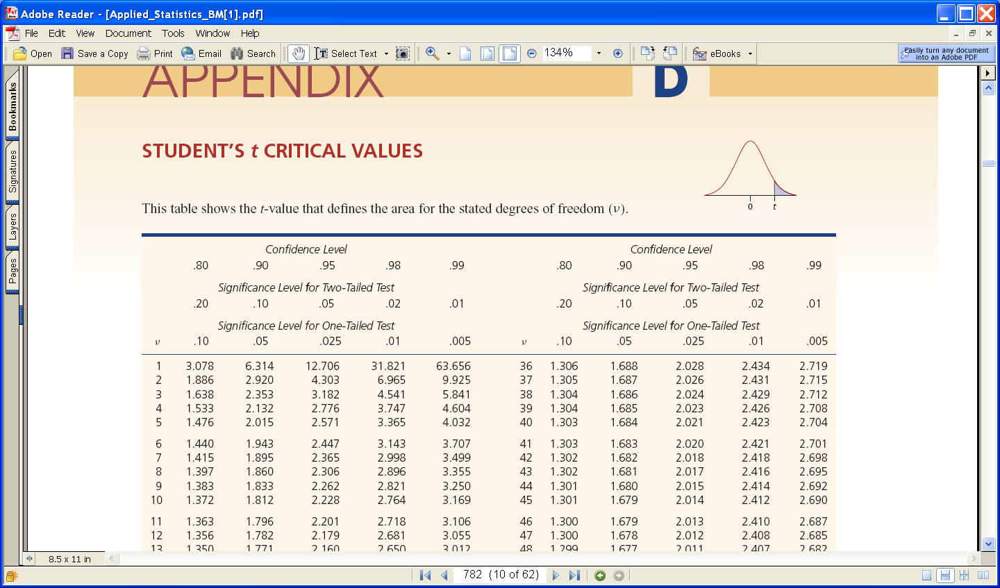 Adobe Reader - [Applied_Statistics_BM[1].pdf]
File Edit View Document Tools Window Help
Open Save a Copy Print Email Search Select Text 134% eBooks Easily turn any document into an Adobe PDF
Bookmarks
Signatures
Layers
Pages
APPENDIX D
STUDENT'S t CRITICAL VALUES
0 t
This table shows the t-value that defines the area for the stated degrees of freedom (ν).
Confidence Level Confidence Level
.80 .90 .95 .98 .99 .80 .90 .95 .98 .99
Significance Level for Two-Tailed Test Significance Level for Two-Tailed Test
.20 .10 .05 .02 .01 .20 .10 .05 .02 .01
Significance Level for One-Tailed Test Significance Level for One-Tailed Test
ν .10 .05 .025 .01 .005 ν .10 .05 .025 .01 .005
1 3.078 6.314 12.706 31.821 63.656 36 1.306 1.688 2.028 2.434 2.719
2 1.886 2.920 4.303 6.965 9.925 37 1.305 1.687 2.026 2.431 2.715
3 1.638 2.353 3.182 4.541 5.841 38 1.304 1.686 2.024 2.429 2.712
4 1.533 2.132 2.776 3.747 4.604 39 1.304 1.685 2.023 2.426 2.708
5 1.476 2.015 2.571 3.365 4.032 40 1.303 1.684 2.021 2.423 2.704
6 1.440 1.943 2.447 3.143 3.707 41 1.303 1.683 2.020 2.421 2.701
7 1.415 1.895 2.365 2.998 3.499 42 1.302 1.682 2.018 2.418 2.698
8 1.397 1.860 2.306 2.896 3.355 43 1.302 1.681 2.017 2.416 2.695
9 1.383 1.833 2.262 2.821 3.250 44 1.301 1.680 2.015 2.414 2.692
10 1.372 1.812 2.228 2.764 3.169 45 1.301 1.679 2.014 2.412 2.690
11 1.363 1.796 2.201 2.718 3.106 46 1.300 1.679 2.013 2.410 2.687
12 1.356 1.782 2.179 2.681 3.055 47 1.300 1.678 2.012 2.408 2.685
13 1.350 1.771 2.160 2.650 3.012 48 1.299 1.677 2.011 2.407 2.682
8.5 x 11 in
782 (10 of 62)